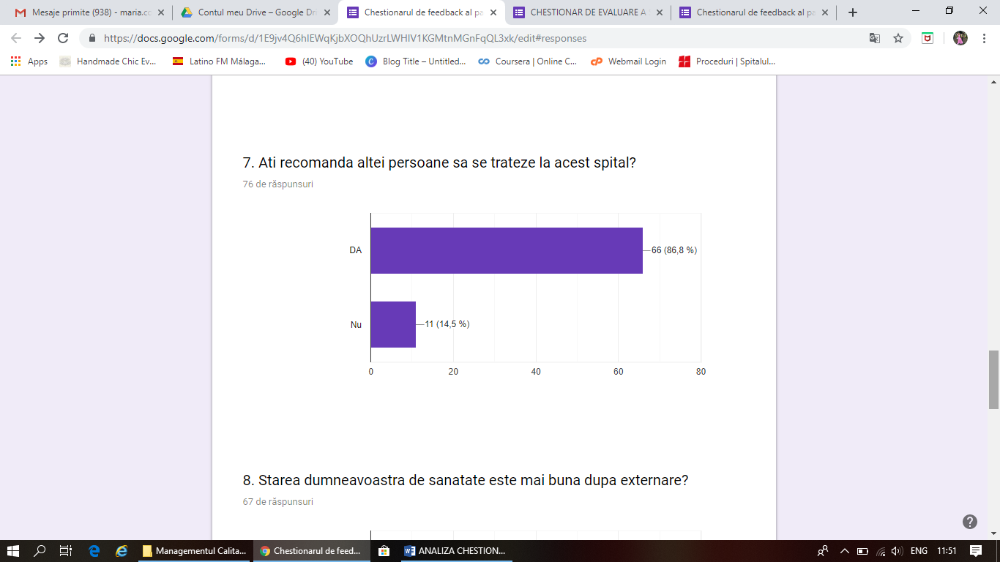 Mesaje primite (938) - maria.cc
Contul meu Drive – Google Dri
Chestionarul de feedback al pa
CHESTIONAR DE EVALUARE A
Chestionarul de feedback al pa
https://docs.google.com/forms/d/1E9jv4Q6hIEWqKjbXOQhUzrLWHIV1KGMtnMGnFqQL3xk/edit#responses
Apps
Handmade Chic Ev...
Latino FM Málaga...
(40) YouTube
Blog Title – Untitled...
Coursera | Online C...
Webmail Login
Proceduri | Spitalul...
7. Ati recomanda altei persoane sa se trateze la acest spital?
76 de răspunsuri
DA
66 (86,8 %)
Nu
11 (14,5 %)
0 20 40 60 80
8. Starea dumneavoastra de sanatate este mai buna dupa externare?
67 de răspunsuri
Managementul Calita...
Chestionarul de feed...
ANALIZA CHESTION...
ENG
11:51